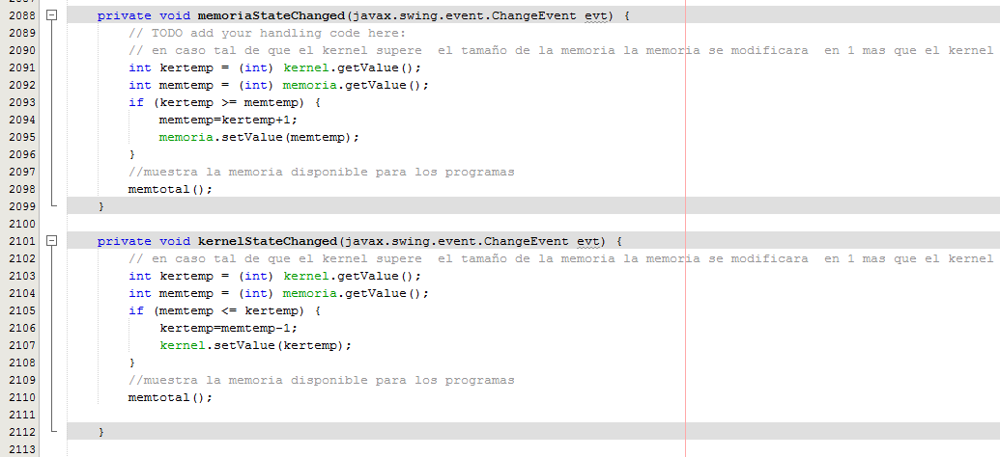 2088 private void memoriaStateChanged(javax.swing.event.ChangeEvent evt) {
2089 // TODO add your handling code here:
2090 // en caso tal de que el kernel supere  el tamaño de la memoria la memoria se modificara  en 1 mas que el kernel
2091 int kertemp = (int) kernel.getValue();
2092 int memtemp = (int) memoria.getValue();
2093 if (kertemp >= memtemp) {
2094 memtemp=kertemp+1;
2095 memoria.setValue(memtemp);
2096 }
2097 //muestra la memoria disponible para los programas
2098 memtotal();
2099 }
2100
2101 private void kernelStateChanged(javax.swing.event.ChangeEvent evt) {
2102 // en caso tal de que el kernel supere  el tamaño de la memoria la memoria se modificara  en 1 mas que el kernel
2103 int kertemp = (int) kernel.getValue();
2104 int memtemp = (int) memoria.getValue();
2105 if (memtemp <= kertemp) {
2106 kertemp=memtemp-1;
2107 kernel.setValue(kertemp);
2108 }
2109 //muestra la memoria disponible para los programas
2110 memtotal();
2111
2112 }
2113